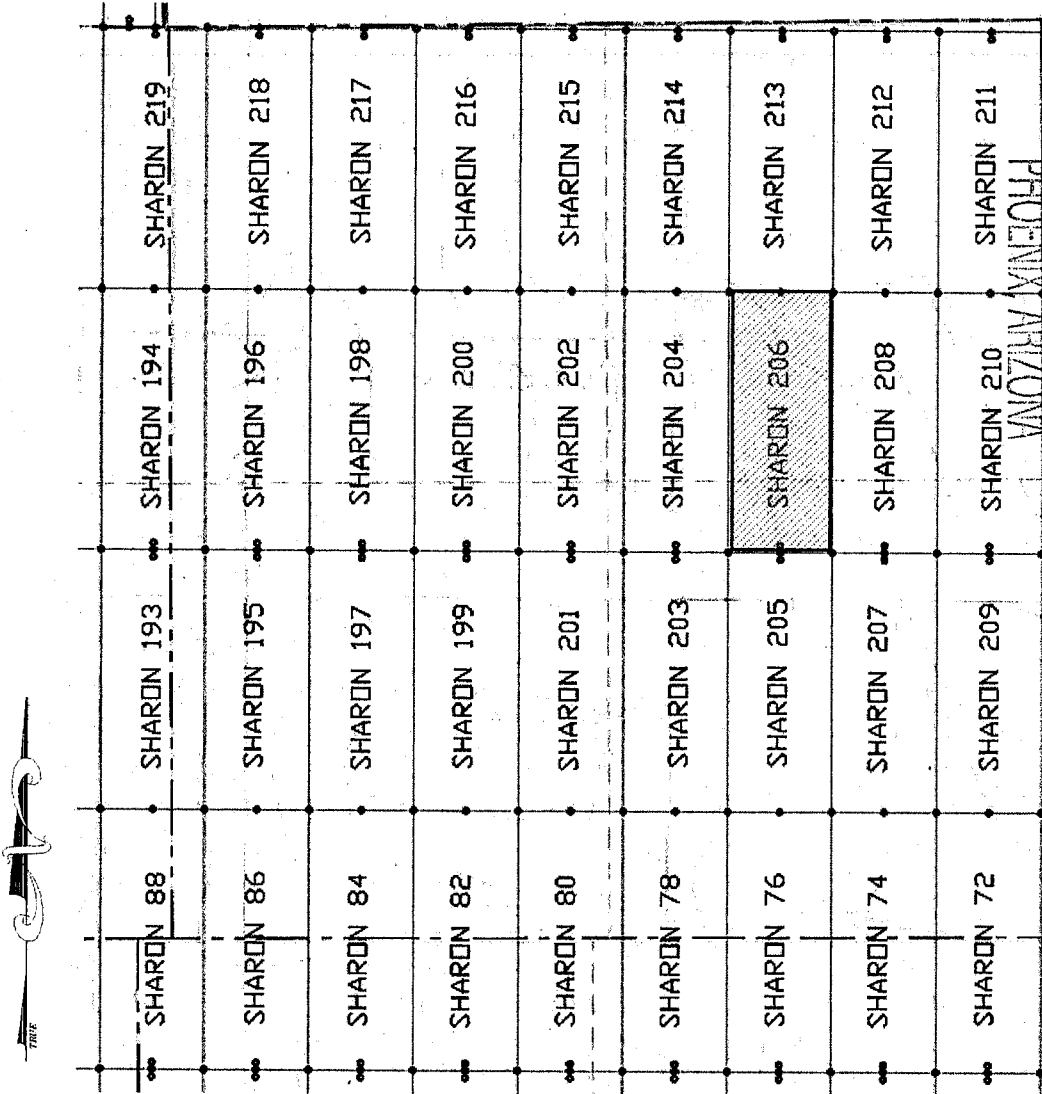 SHARON 219
SHARON 218
SHARON 217
SHARON 216
SHARON 215
SHARON 214
SHARON 213
SHARON 212
SHARON 211
PHOENIX, ARIZONA
SHARON 194
SHARON 196
SHARON 198
SHARON 200
SHARON 202
SHARON 204
SHARON 206
SHARON 208
SHARON 210
SHARON 193
SHARON 195
SHARON 197
SHARON 199
SHARON 201
SHARON 203
SHARON 205
SHARON 207
SHARON 209
SHARON 88
SHARON 86
SHARON 84
SHARON 82
SHARON 80
SHARON 78
SHARON 76
SHARON 74
SHARON 72
TRUE